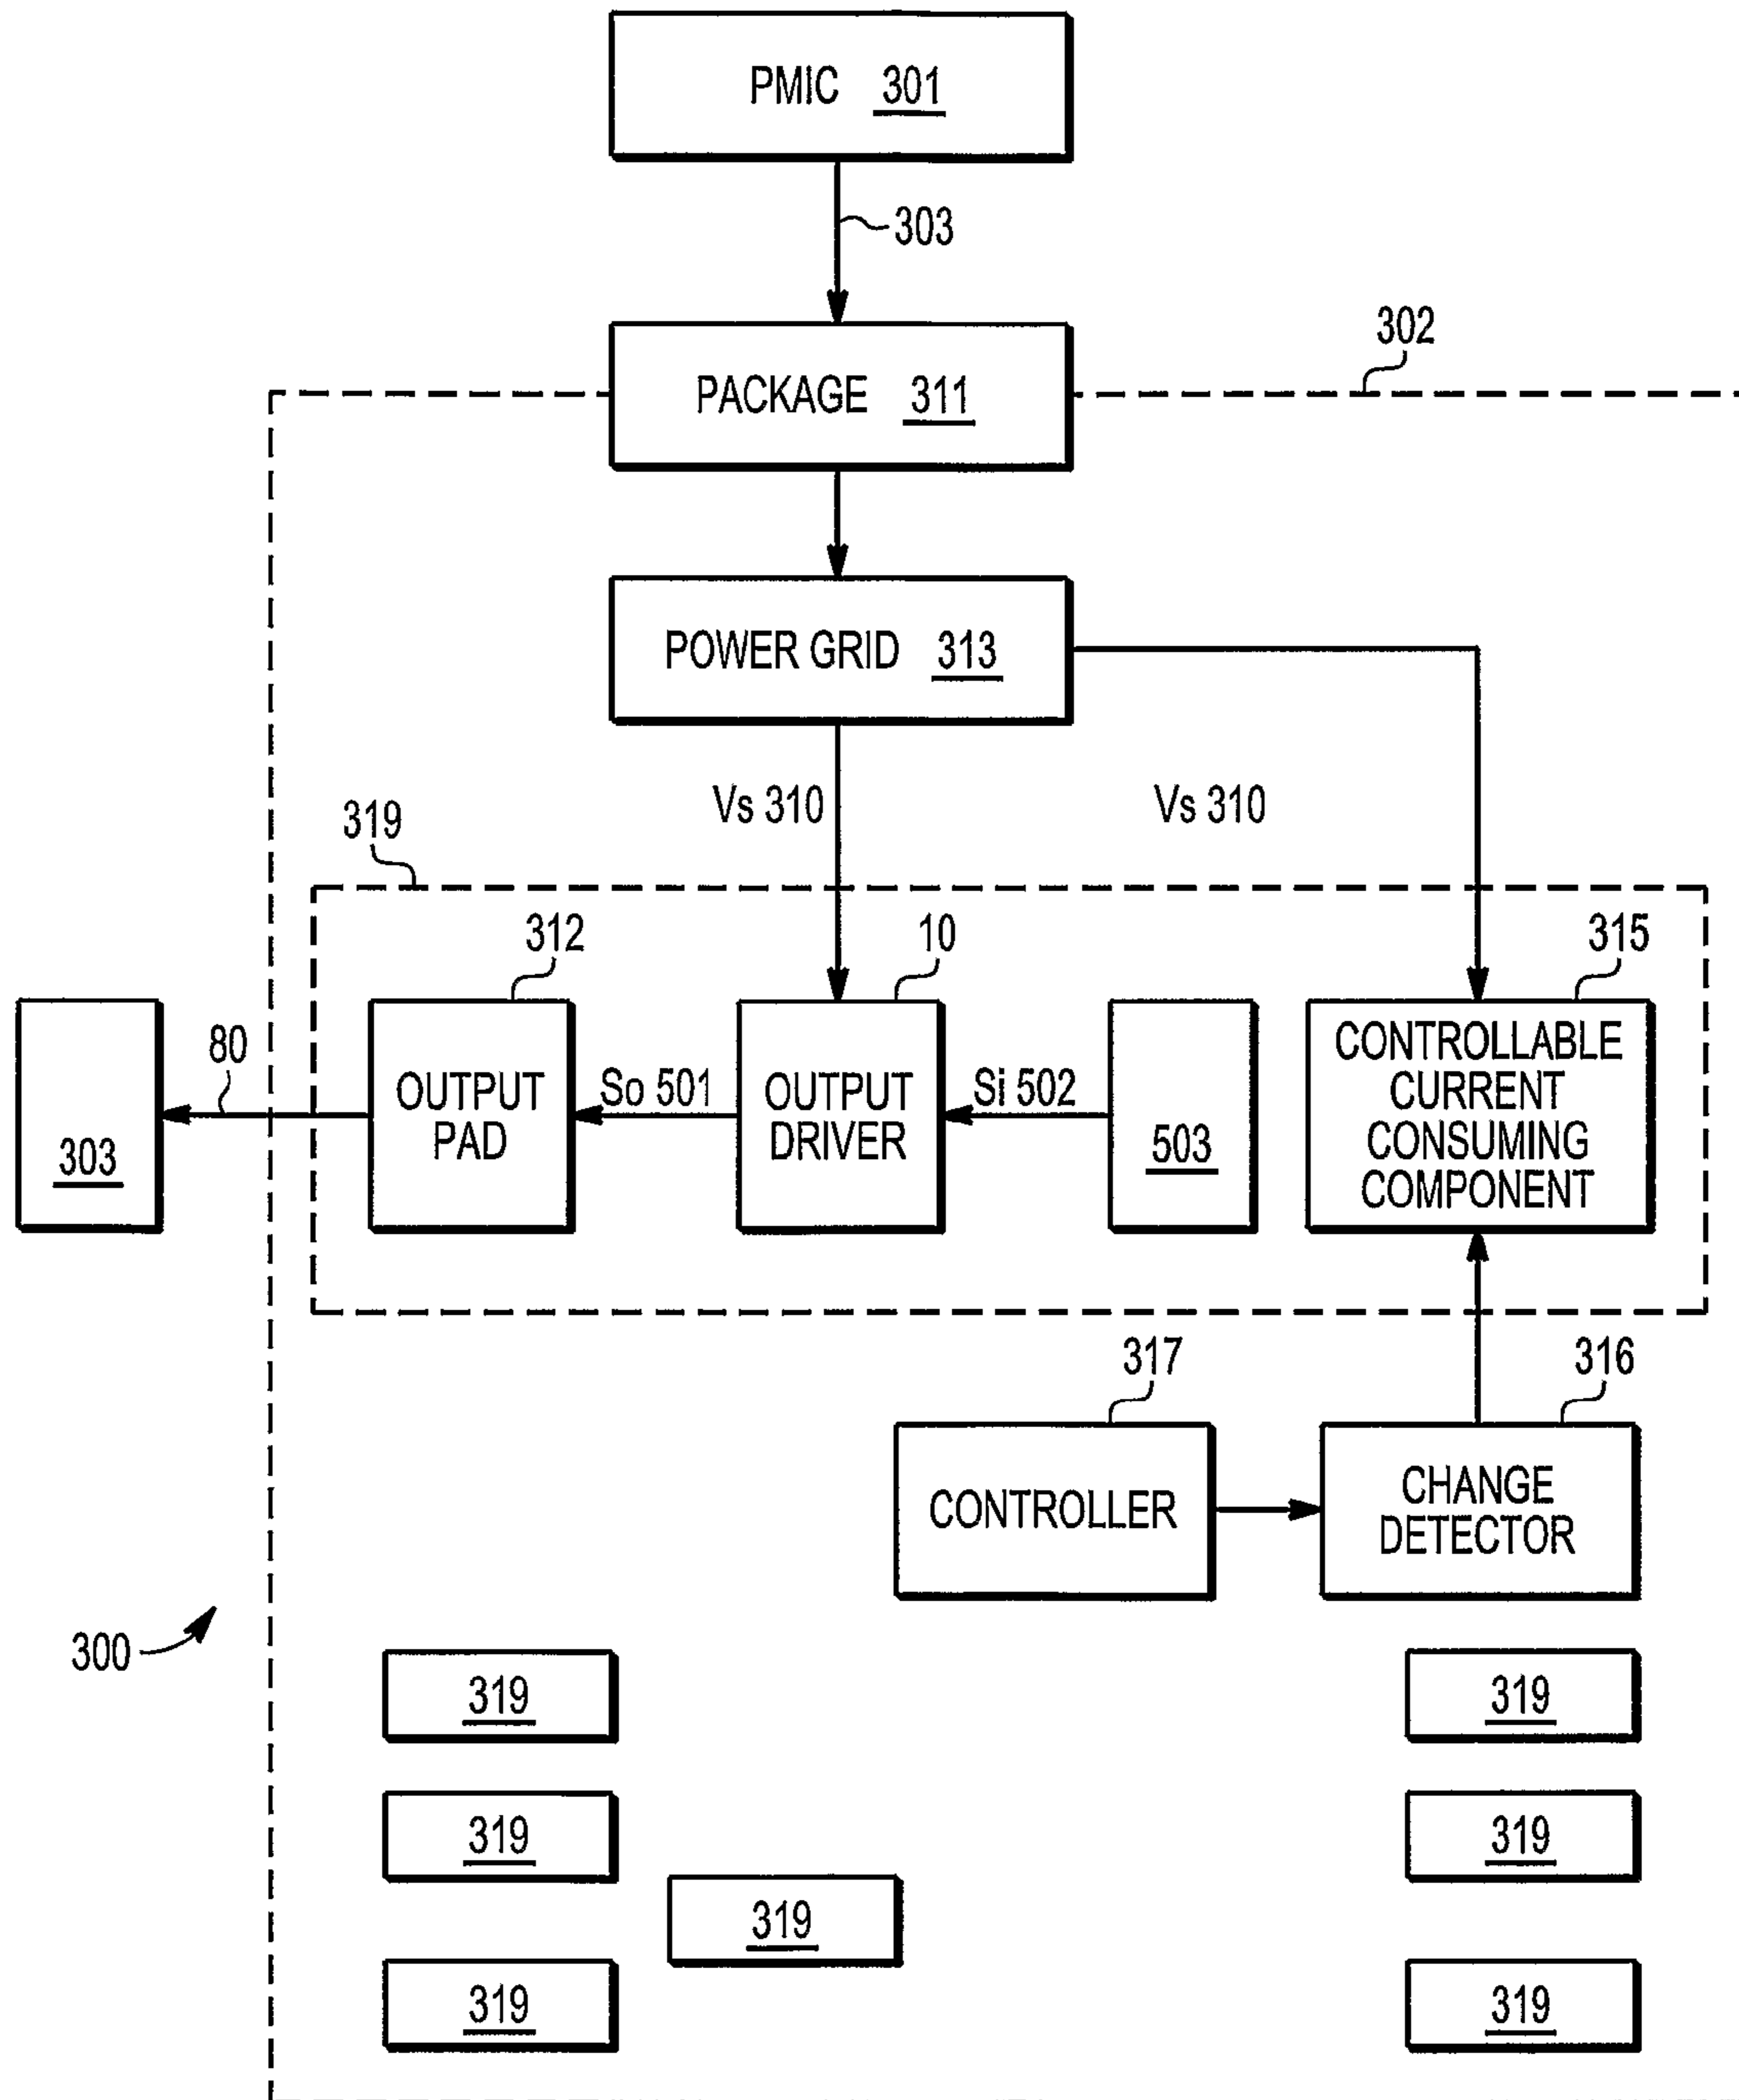 PMIC 301
303
302
PACKAGE 311
POWER GRID 313
Vs 310
Vs 310
319
312
10
315
80
303
OUTPUT
PAD
So 501
OUTPUT
DRIVER
Si 502
503
CONTROLLABLE
CURRENT
CONSUMING
COMPONENT
317
316
CONTROLLER
CHANGE
DETECTOR
300
319
319
319
319
319
319
319